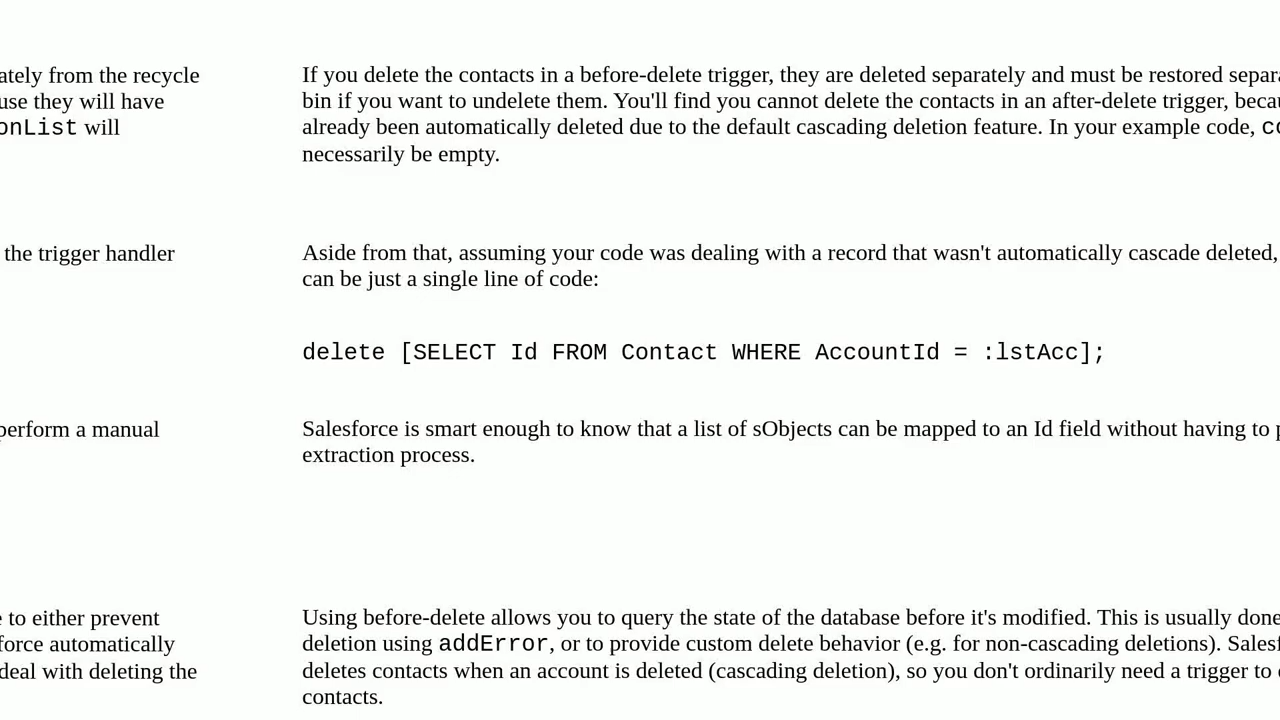 ately from the recycle
use they will have
onList will
the trigger handler
perform a manual
e to either prevent
force automatically
deal with deleting the
If you delete the contacts in a before-delete trigger, they are deleted separately and must be restored separa
bin if you want to undelete them. You'll find you cannot delete the contacts in an after-delete trigger, becau
already been automatically deleted due to the default cascading deletion feature. In your example code, co
necessarily be empty.
Aside from that, assuming your code was dealing with a record that wasn't automatically cascade deleted,
can be just a single line of code:
delete [SELECT Id FROM Contact WHERE AccountId = :lstAcc];
Salesforce is smart enough to know that a list of sObjects can be mapped to an Id field without having to p
extraction process.
Using before-delete allows you to query the state of the database before it's modified. This is usually done
deletion using addError, or to provide custom delete behavior (e.g. for non-cascading deletions). Salesf
deletes contacts when an account is deleted (cascading deletion), so you don't ordinarily need a trigger to d
contacts.